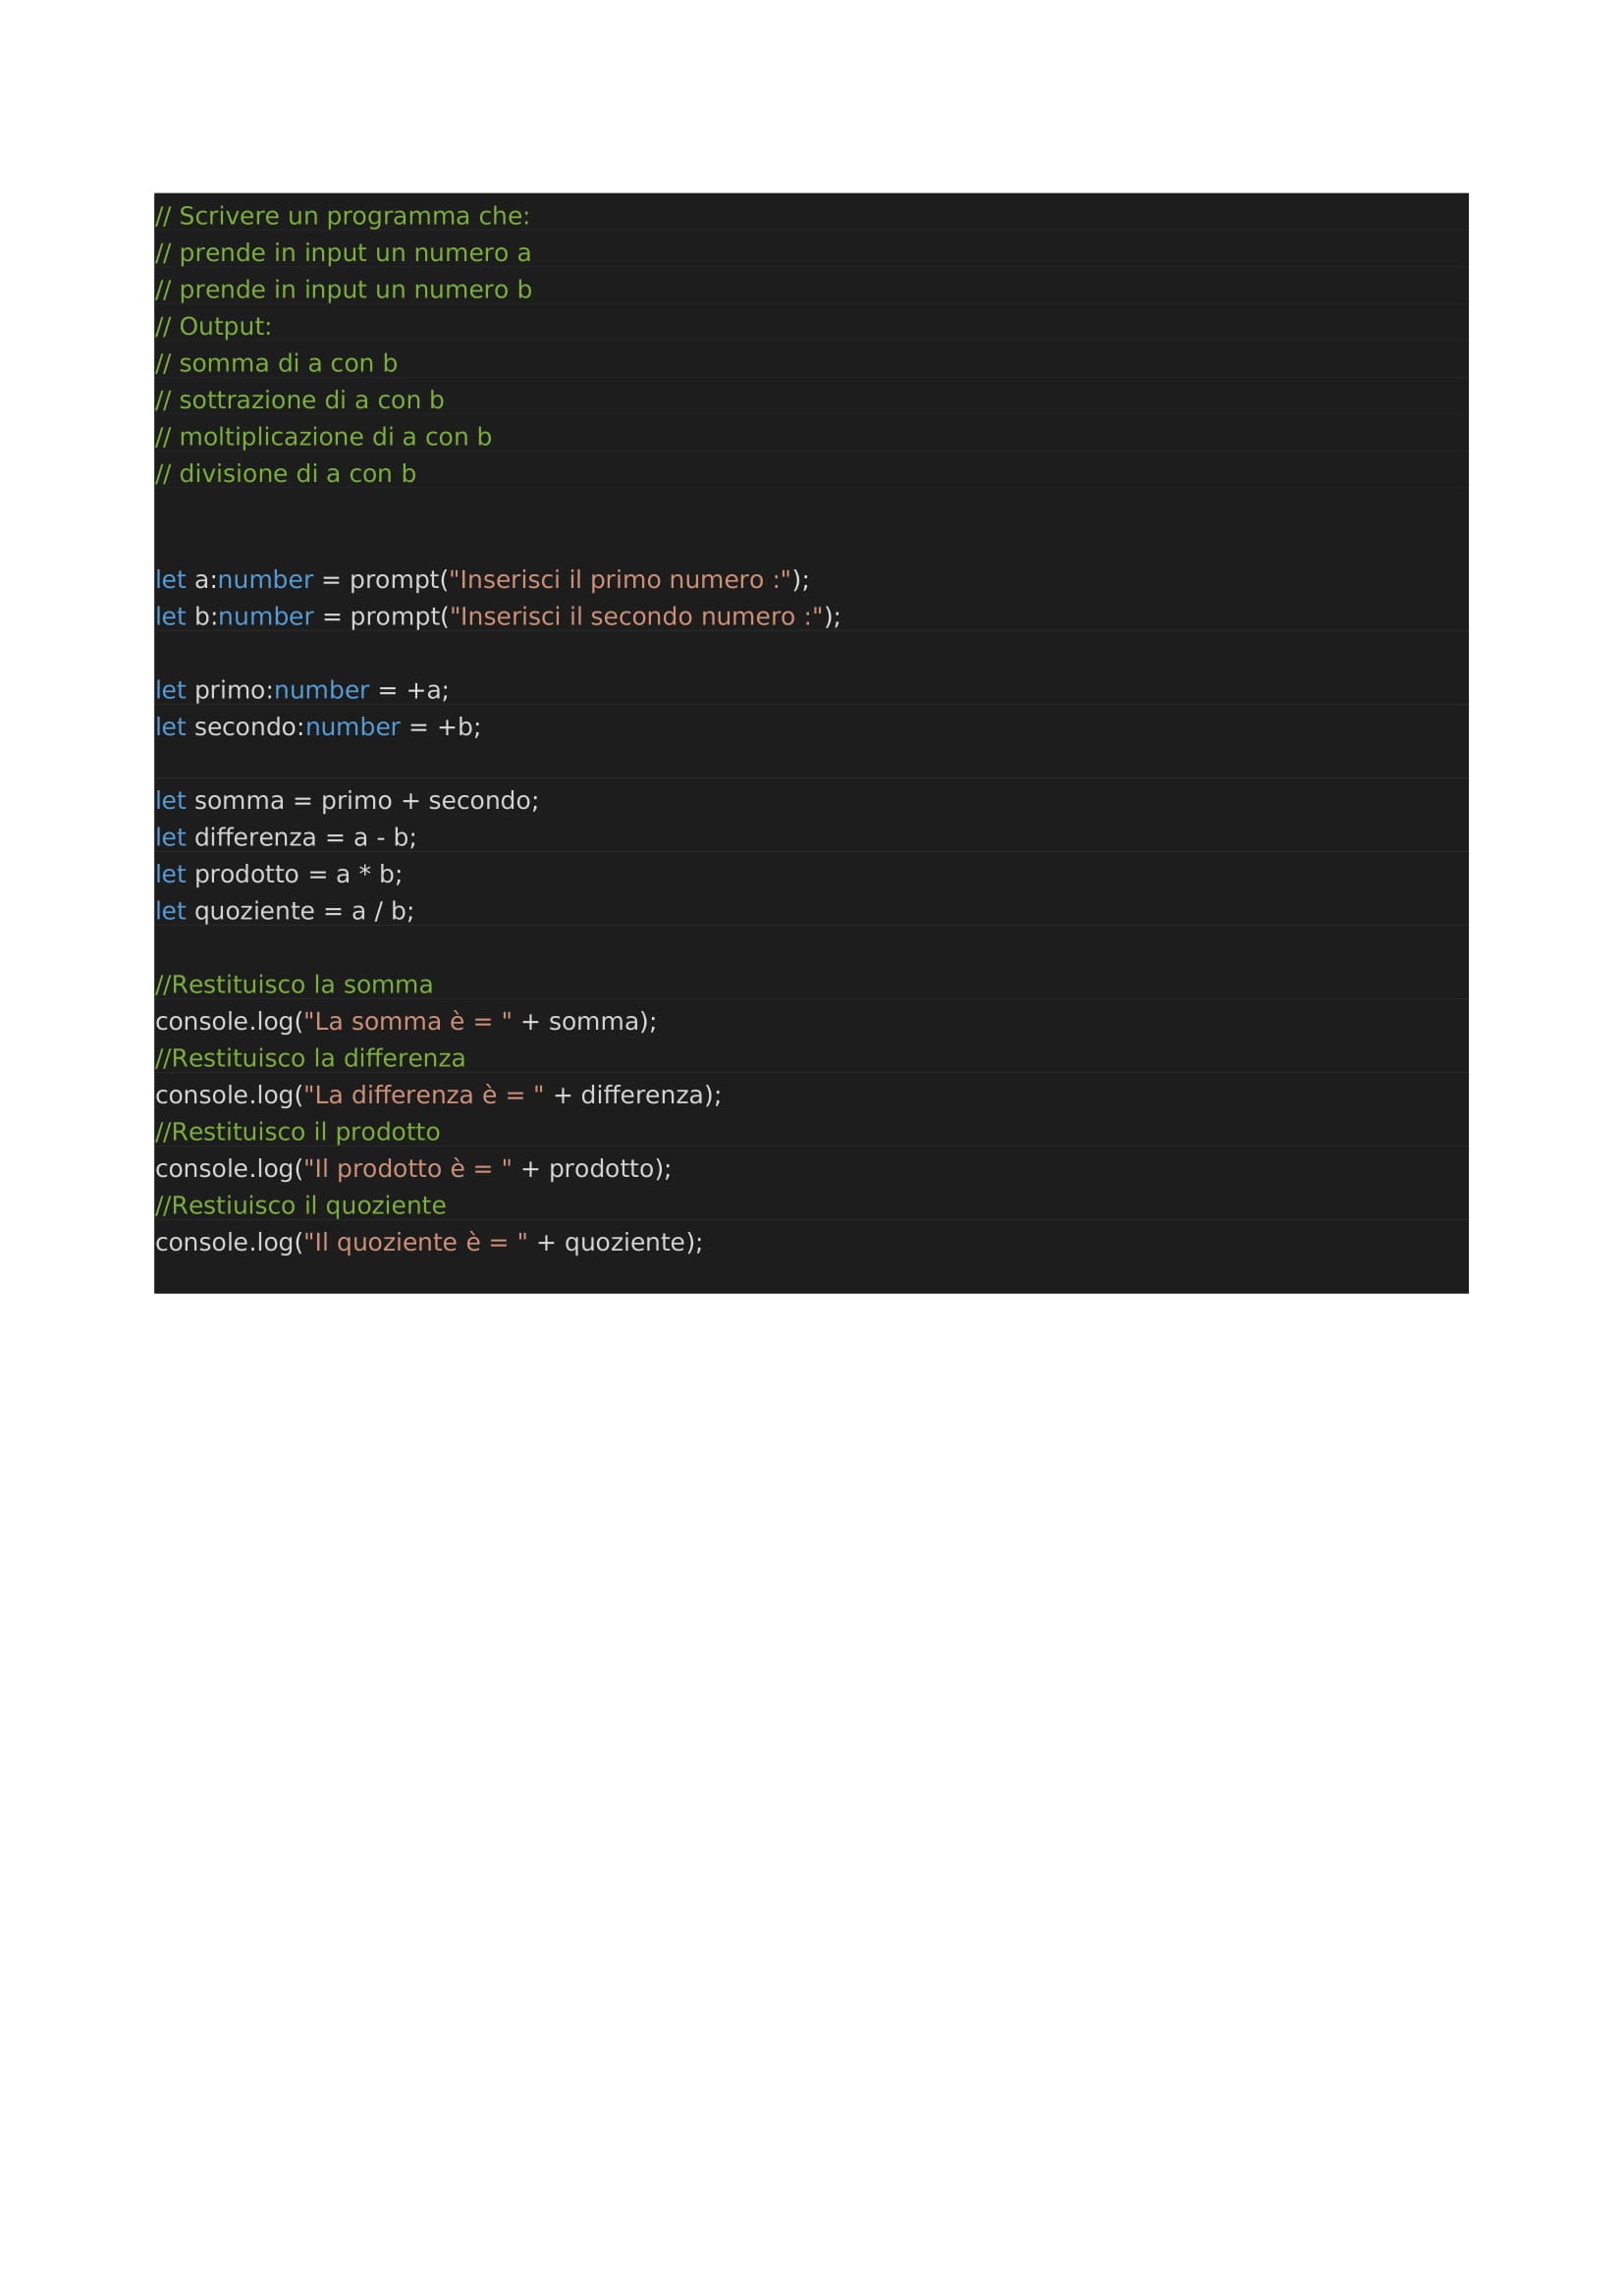 // Scrivere un programma che:
// prende in input un numero a
// prende in input un numero b
// Output:
// somma di a con b
// sottrazione di a con b
// moltiplicazione di a con b
// divisione di a con b
let a:number = prompt("Inserisci il primo numero :");
let b:number = prompt("Inserisci il secondo numero :");
let primo:number = +a;
let secondo:number = +b;
let somma = primo + secondo;
let differenza = a - b;
let prodotto = a * b;
let quoziente = a / b;
//Restituisco la somma
console.log("La somma è = " + somma);
//Restituisco la differenza
console.log("La differenza è = " + differenza);
//Restituisco il prodotto
console.log("Il prodotto è = " + prodotto);
//Restiuisco il quoziente
console.log("Il quoziente è = " + quoziente);